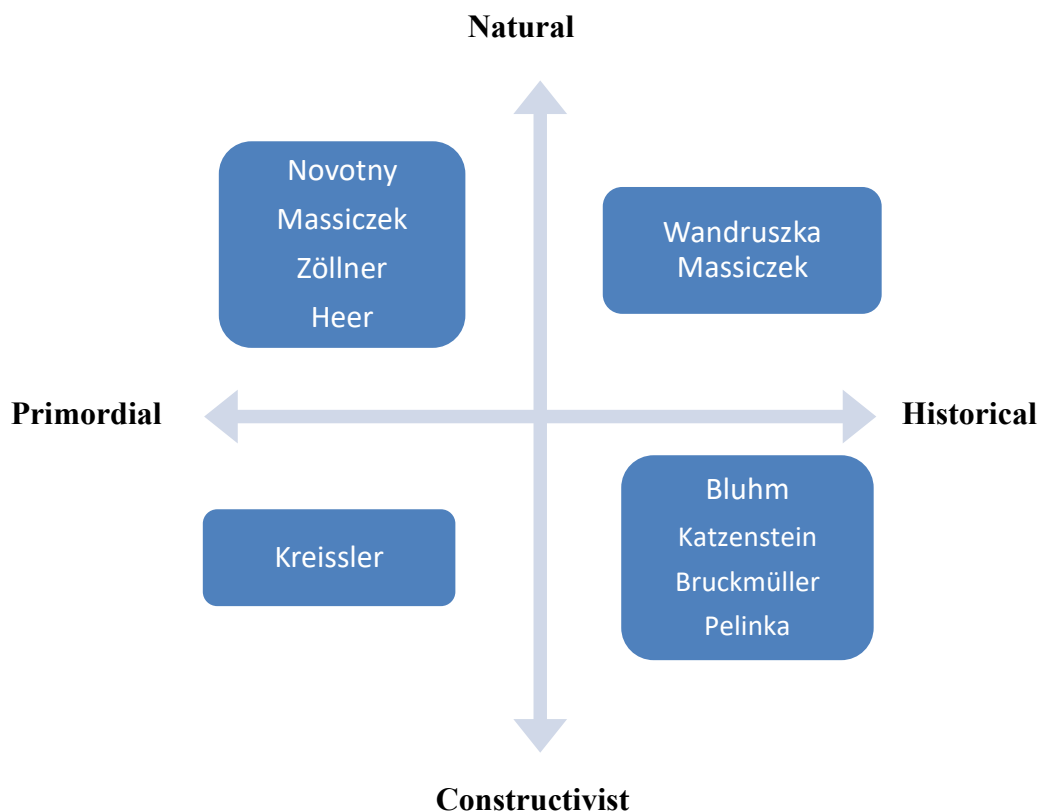 Natural
Novotny
Massiczek
Zöllner
Heer
Wandruszka
Massiczek
Primordial
Historical
Kreissler
Bluhm
Katzenstein
Bruckmüller
Pelinka
Constructivist